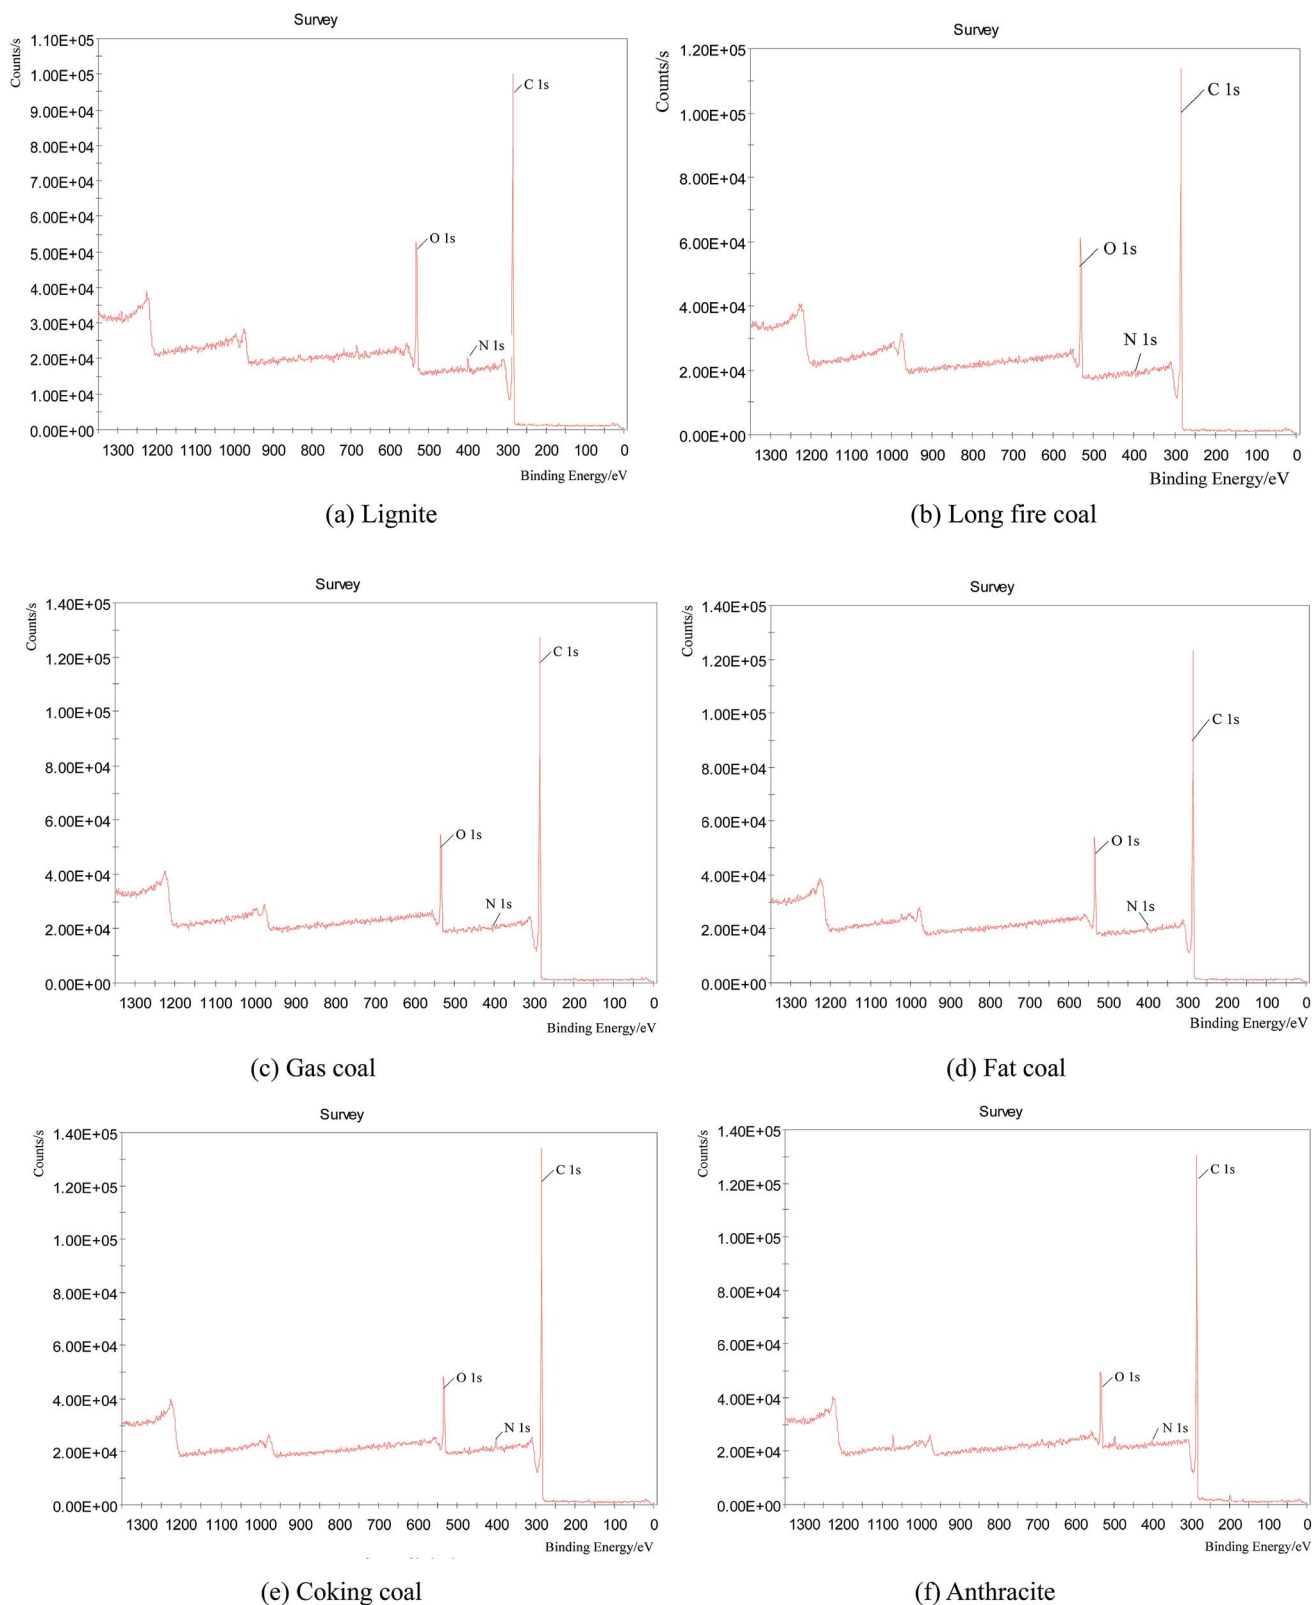 Survey
Counts/s
1.10E+05
1.00E+05
9.00E+04
8.00E+04
7.00E+04
6.00E+04
5.00E+04
4.00E+04
3.00E+04
2.00E+04
1.00E+04
0.00E+00
C 1s
O 1s
N 1s
1300 1200 1100 1000 900 800 700 600 500 400 300 200 100 0
Binding Energy/eV
(a) Lignite
Survey
Counts/s
1.20E+05
1.00E+05
8.00E+04
6.00E+04
4.00E+04
2.00E+04
0.00E+00
C 1s
O 1s
N 1s
1300 1200 1100 1000 900 800 700 600 500 400 300 200 100 0
Binding Energy/eV
(b) Long fire coal
Survey
Counts/s
1.40E+05
1.20E+05
1.00E+05
8.00E+04
6.00E+04
4.00E+04
2.00E+04
0.00E+00
C 1s
O 1s
N 1s
1300 1200 1100 1000 900 800 700 600 500 400 300 200 100 0
Binding Energy/eV
(c) Gas coal
Survey
Counts/s
1.40E+05
1.20E+05
1.00E+05
8.00E+04
6.00E+04
4.00E+04
2.00E+04
0.00E+00
C 1s
O 1s
N 1s
1300 1200 1100 1000 900 800 700 600 500 400 300 200 100 0
Binding Energy/eV
(d) Fat coal
Survey
Counts/s
1.40E+05
1.20E+05
1.00E+05
8.00E+04
6.00E+04
4.00E+04
2.00E+04
0.00E+00
C 1s
O 1s
N 1s
1300 1200 1100 1000 900 800 700 600 500 400 300 200 100 0
Binding Energy/eV
(e) Coking coal
Survey
Counts/s
1.40E+05
1.20E+05
1.00E+05
8.00E+04
6.00E+04
4.00E+04
2.00E+04
0.00E+00
C 1s
O 1s
N 1s
1300 1200 1100 1000 900 800 700 600 500 400 300 200 100 0
Binding Energy/eV
(f) Anthracite